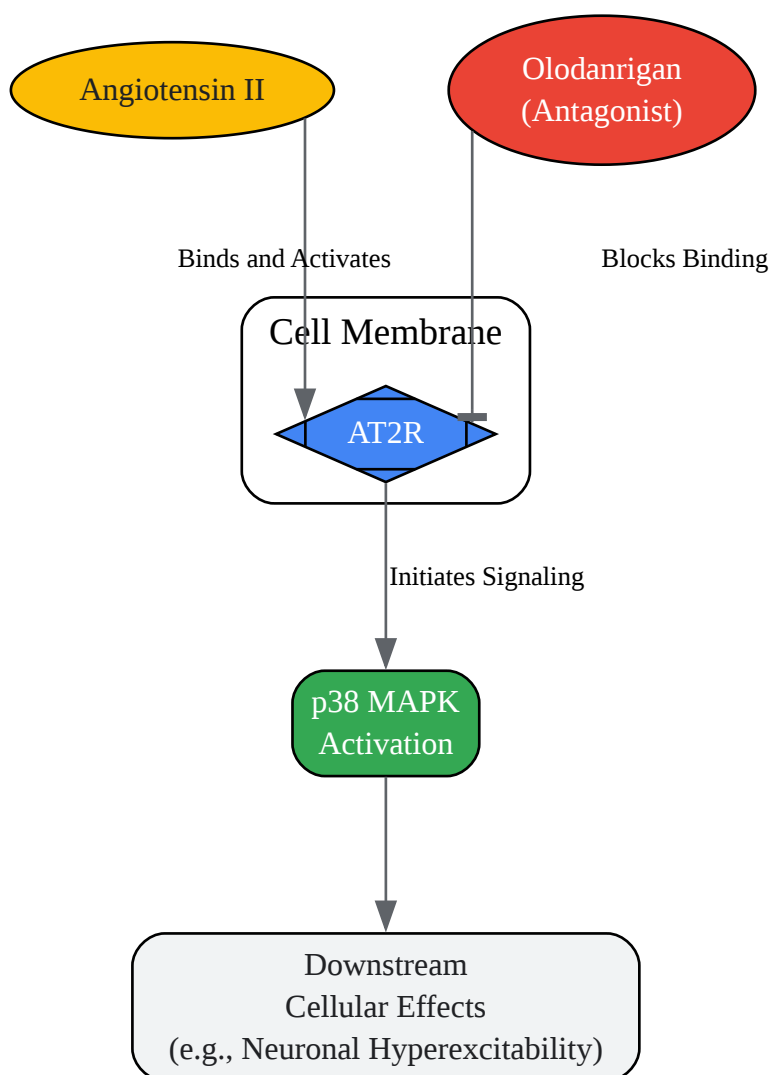 Angiotensin II
Olodanrigan
(Antagonist)
Binds and Activates
Blocks Binding
Cell Membrane
AT2R
Initiates Signaling
p38 MAPK
Activation
Downstream
Cellular Effects
(e.g., Neuronal Hyperexcitability)